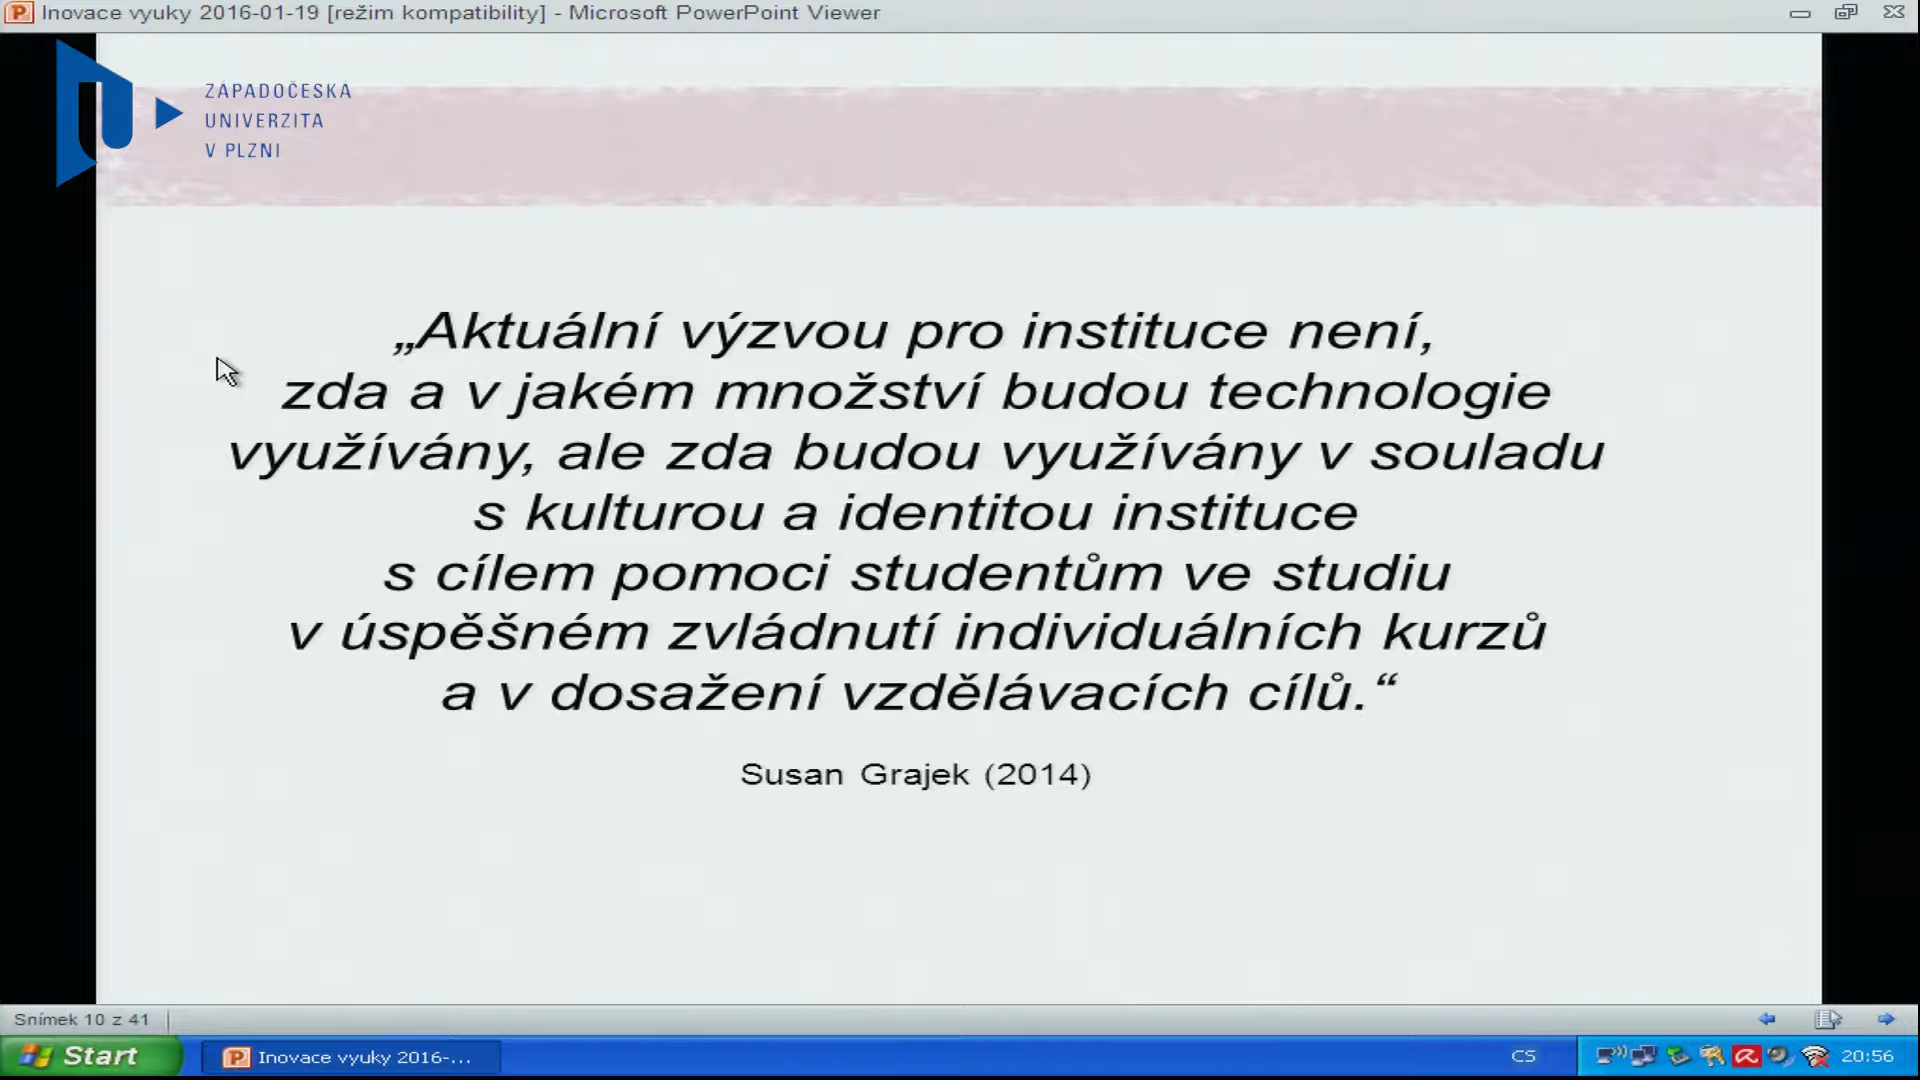 Inovace vyuky 2016-01-19 [režim kompatibility] - Microsoft PowerPoint Viewer
ZÁPADOČESKÁ
UNIVERZITA
V PLZNI
„Aktuální výzvou pro instituce není,
zda a v jakém množství budou technologie
využívány, ale zda budou využívány v souladu
s kulturou a identitou instituce
s cílem pomoci studentům ve studiu
v úspěšném zvládnutí individuálních kurzů
a v dosažení vzdělávacích cílů.“
Susan Grajek (2014)
Snímek 10 z 41
Start
Inovace vyuky 2016-...
CS
20:56